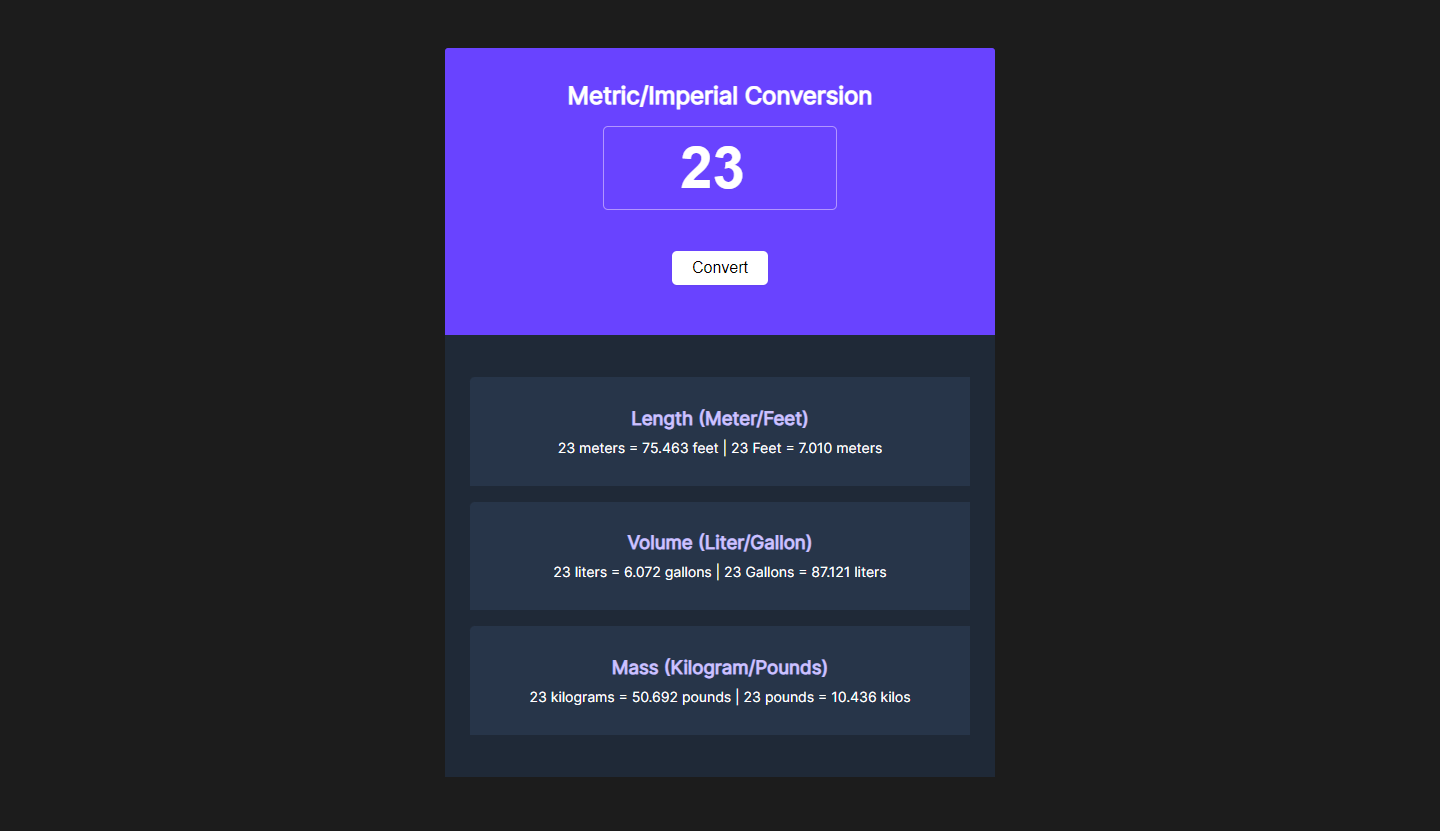 Metric/Imperial Conversion
23
Convert
Length (Meter/Feet)
23 meters = 75.463 feet | 23 Feet = 7.010 meters
Volume (Liter/Gallon)
23 liters = 6.072 gallons | 23 Gallons = 87.121 liters
Mass (Kilogram/Pounds)
23 kilograms = 50.692 pounds | 23 pounds = 10.436 kilos